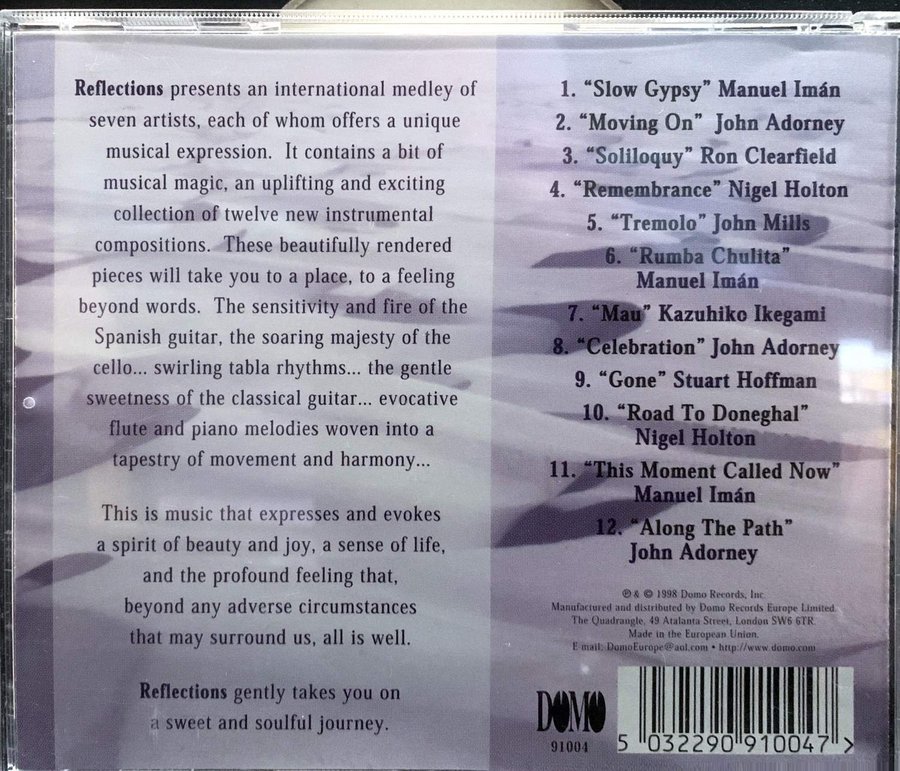 Reflections presents an international medley of
seven artists, each of whom offers a unique
musical expression. It contains a bit of
musical magic, an uplifting and exciting
collection of twelve new instrumental
compositions. These beautifully rendered
pieces will take you to a place, to a feeling
beyond words. The sensitivity and fire of the
Spanish guitar, the soaring majesty of the
cello... swirling tabla rhythms... the gentle
sweetness of the classical guitar... evocative
flute and piano melodies woven into a
tapestry of movement and harmony...
This is music that expresses and evokes
a spirit of beauty and joy, a sense of life,
and the profound feeling that,
beyond any adverse circumstances
that may surround us, all is well.
Reflections gently takes you on
a sweet and soulful journey.
1. “Slow Gypsy” Manuel Imán
2. “Moving On” John Adorney
3. “Soliloquy” Ron Clearfield
4. “Remembrance” Nigel Holton
5. “Tremolo” John Mills
6. “Rumba Chulita”
Manuel Imán
7. “Mau” Kazuhiko Ikegami
8. “Celebration” John Adorney
9. “Gone” Stuart Hoffman
10. “Road To Doneghal”
Nigel Holton
11. “This Moment Called Now”
Manuel Imán
12. “Along The Path”
John Adorney
℗ & © 1998 Domo Records, Inc.
Manufactured and distributed by Domo Records Europe Limited.
The Quadrangle, 49 Atalanta Street, London SW6 6TR.
Made in the European Union.
E-mail: DomoEurope@aol.com • http://www.domo.com
DOMO
91004
5 032290 910047 >